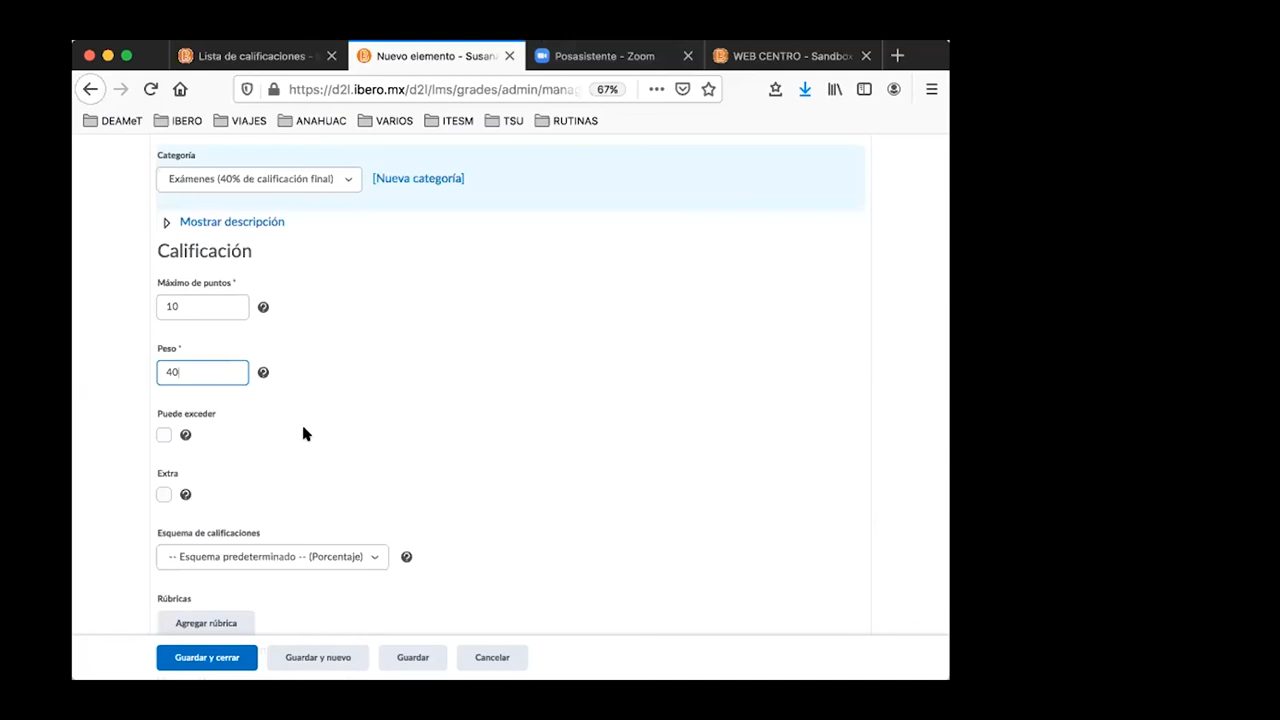 Lista de calificaciones -
Nuevo elemento - Susan
Posasistente - Zoom
WEB CENTRO - Sandbox
https://d2l.ibero.mx/d2l/lms/grades/admin/manag
67%
DEAMeT IBERO VIAJES ANAHUAC VARIOS ITESM TSU RUTINAS
Categoría
Exámenes (40% de calificación final)
[Nueva categoría]
Mostrar descripción
Calificación
Máximo de puntos *
10
Peso *
40
Puede exceder
Extra
Esquema de calificaciones
-- Esquema predeterminado -- (Porcentaje)
Rúbricas
Agregar rúbrica
Guardar y cerrar
Guardar y nuevo
Guardar
Cancelar